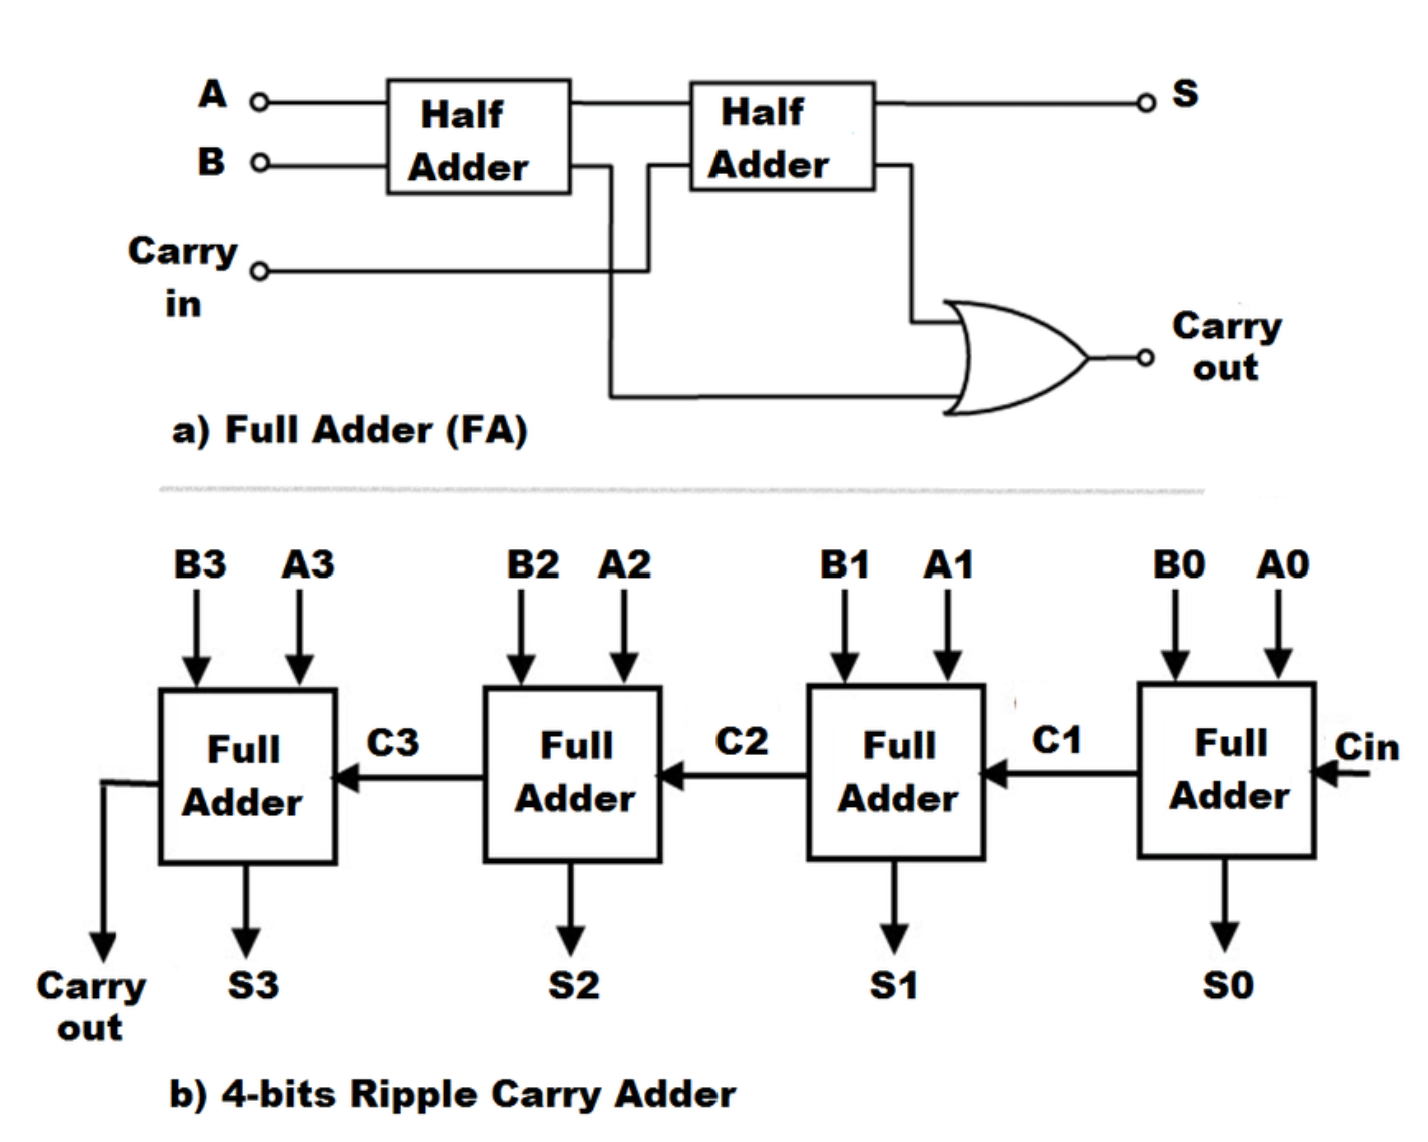 A
Half
Adder
Half
Adder
S
B
Carry
in
Carry
out
a) Full Adder (FA)
B3 A3 B2 A2 B1 A1 B0 A0
Full
Adder
C3
Full
Adder
C2
Full
Adder
C1
Full
Adder
Cin
Carry
out
S3 S2 S1 S0
b) 4-bits Ripple Carry Adder